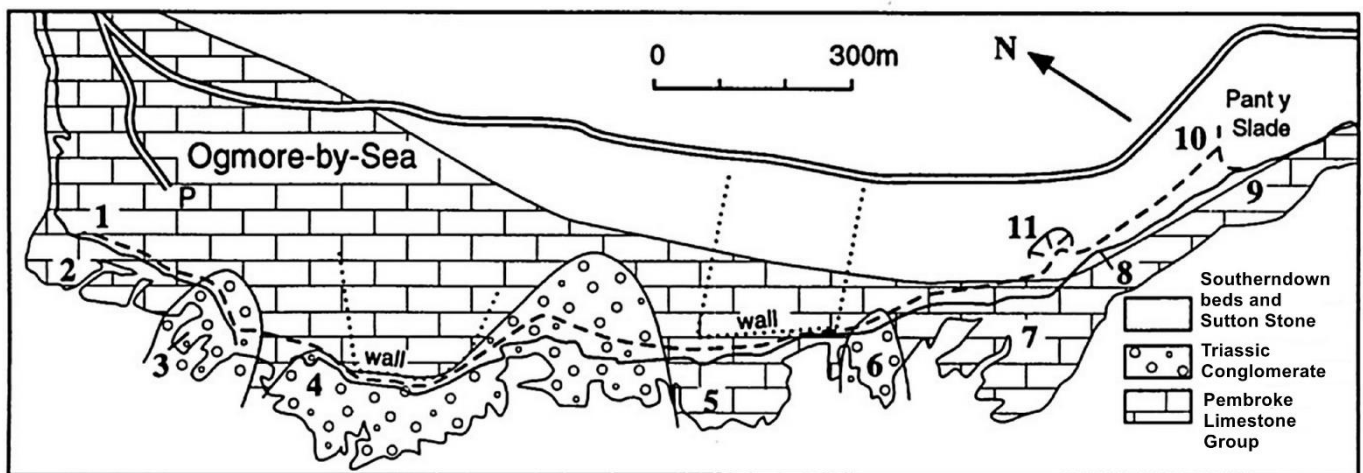 0 300m
N
Pant y
Slade
10
Ogmore-by-Sea
P
9
1
11
2
8
Southerndown
beds and
Sutton Stone
wall
7
3
wall
6
Triassic
Conglomerate
4
5
Pembroke
Limestone
Group